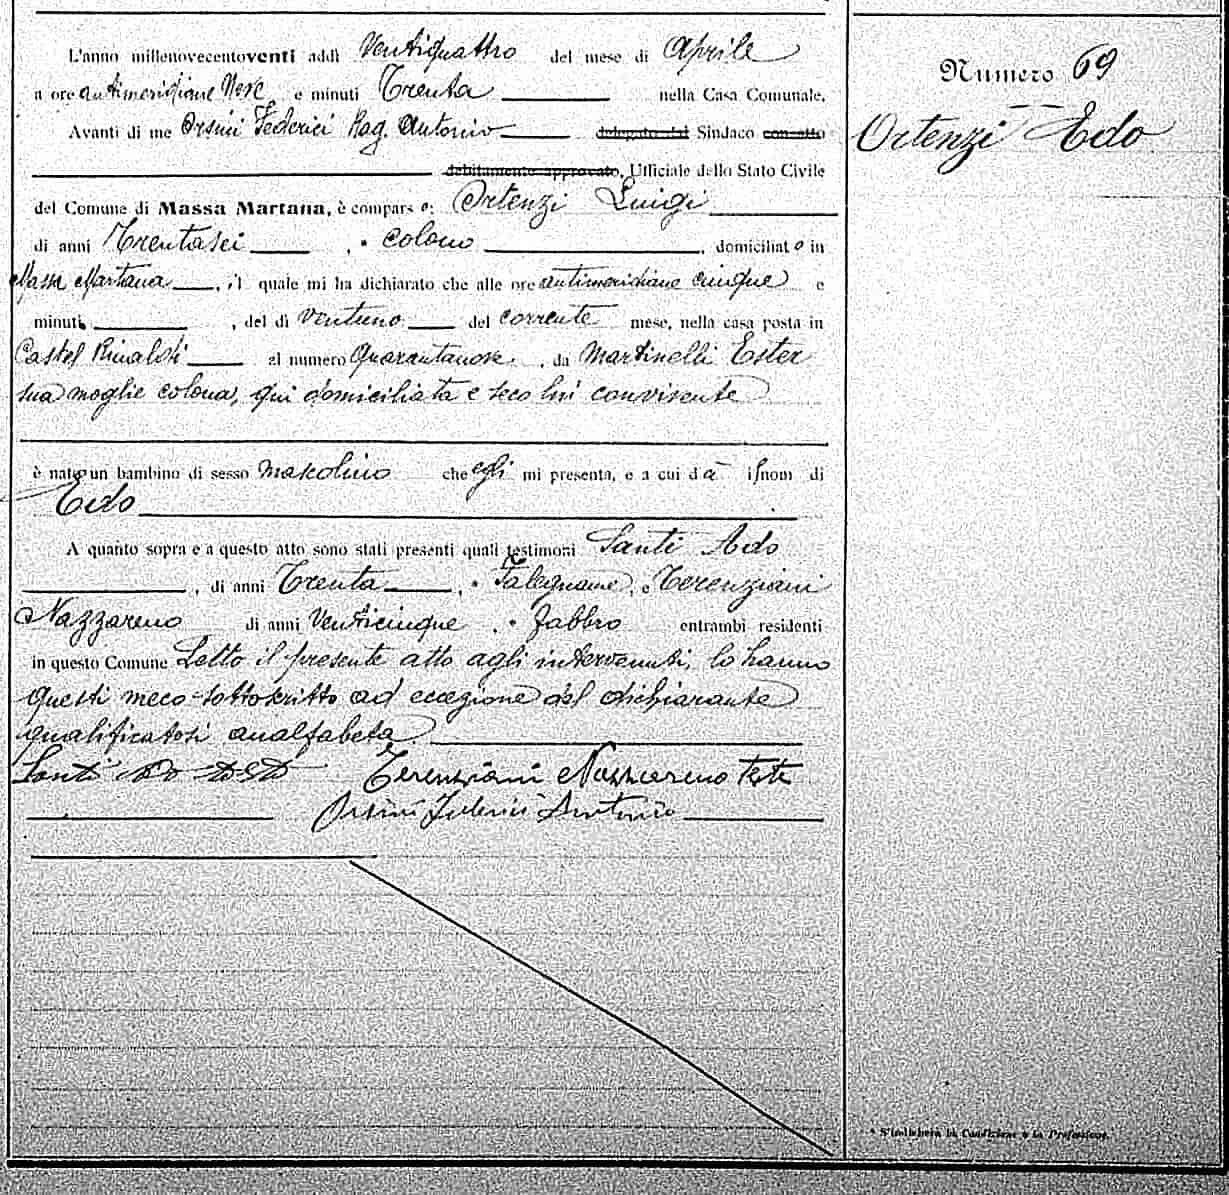 L'anno millenovecentoventi addì Ventiquattro del mese di Aprile
a ore antimeridiane Nove e minuti Trenta nella Casa Comunale.
Avanti di me Orsini Federici Rag. Antonio delegato dal Sindaco con atto
debitamente approvato, Ufficiale dello Stato Civile
del Comune di Massa Martana, è compars o: Ortenzi Luigi
di anni Trentasei, * colono, domiciliat o in
Massa Martana, il quale mi ha dichiarato che alle ore antimeridiane cinque e
minuti, del dì ventuno del corrente mese, nella casa posta in
Castel Rinaldi al numero Quarantanove, da Martinelli Ester
sua moglie colona, qui domiciliata e seco lui convivente
è nato un bambino di sesso mascolino che egli mi presenta, e a cui dà il nom di
Edo
A quanto sopra e a questo atto sono stati presenti quali testimoni Santi Ado
, di anni Trenta, * Falegname, e Terenziani
Nazzareno di anni Venticinque, * fabbro entrambi residenti
in questo Comune Letto il presente atto agli intervenuti, lo hanno
questi meco sottoscritto ad eccezione del dichiarante
qualificatosi analfabeta
Santi Ado Terenziani Nazzareno Teste
Orsini Federici Antonio
Numero 69
Ortenzi Edo
* S'indicherà la Condizione o la Professione.